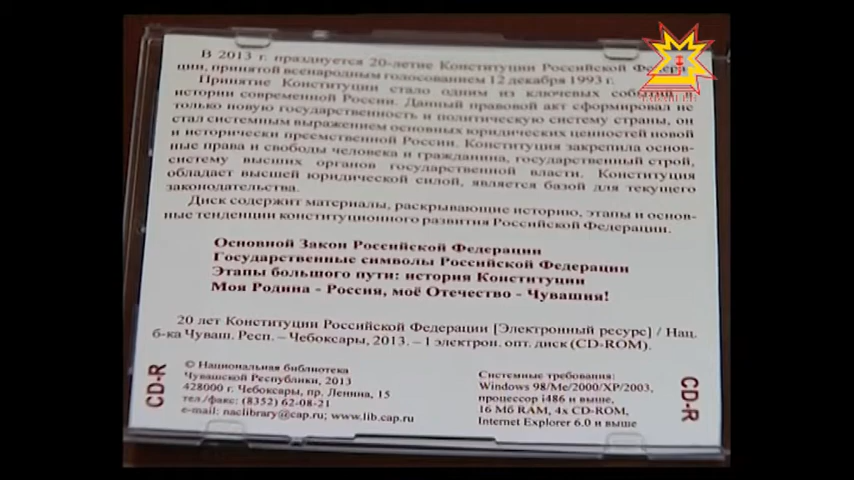 В 2013 г. празднуется 20-летие Конституции Российской Федера-
ции, принятой всенародным голосованием 12 декабря 1993 г.
Принятие Конституции стало одним из ключевых событий в
истории современной России. Данный правовой акт сформировал не
только новую государственность и политическую систему страны, он
стал системным выражением основных юридических ценностей новой
и исторически преемственной России. Конституция закрепила основ-
ные права и свободы человека и гражданина, государственный строй,
систему высших органов государственной власти. Конституция
обладает высшей юридической силой, является базой для текущего
законодательства.
Диск содержит материалы, раскрывающие историю, этапы и основ-
ные тенденции конституционного развития Российской Федерации.
Основной Закон Российской Федерации
Государственные символы Российской Федерации
Этапы большого пути: история Конституции
Моя Родина - Россия, моё Отечество - Чувашия!
20 лет Конституции Российской Федерации [Электронный ресурс] / Нац.
б-ка Чуваш. Респ. – Чебоксары, 2013. – 1 электрон. опт. диск (CD-ROM).
CD-R
© Национальная библиотека
Чувашской Республики, 2013
428000 г. Чебоксары, пр. Ленина, 15
тел./факс: (8352) 62-08-21
e-mail: naclibrary@cap.ru; www.lib.cap.ru
Системные требования:
Windows 98/Me/2000/XP/2003,
процессор i486 и выше,
16 Мб RAM, 4x CD-ROM,
Internet Explorer 6.0 и выше
CD-R